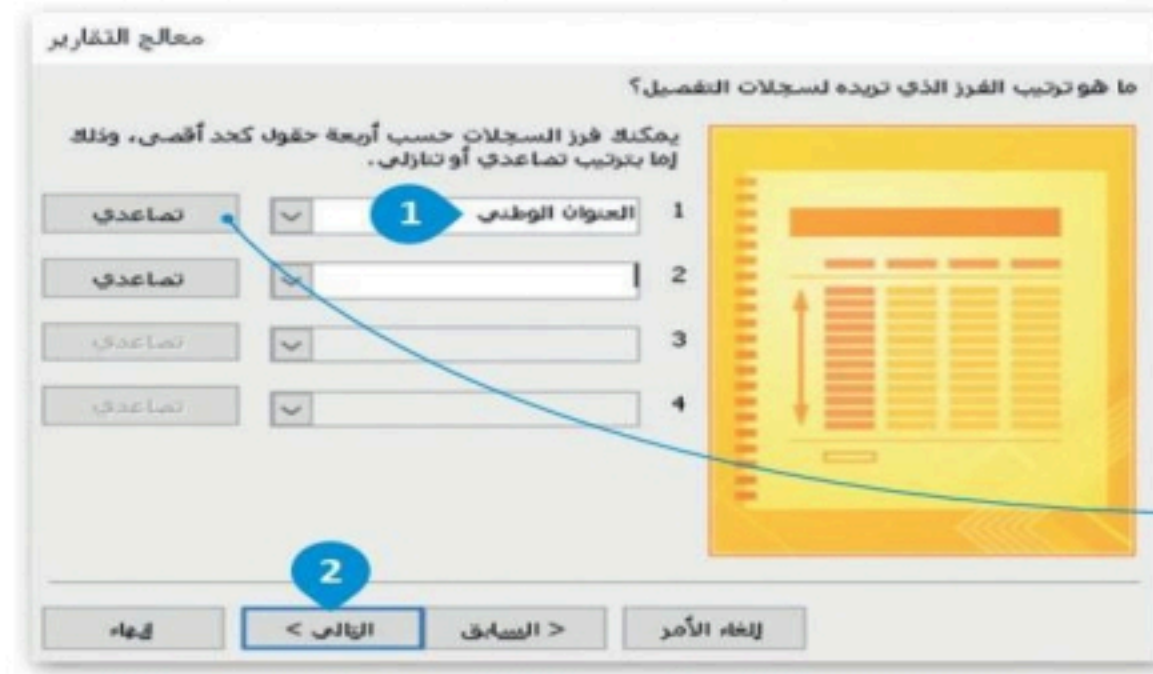 معالج التقارير
ما هو ترتيب الفرز الذي تريده لسجلات التفصيل؟
يمكنك فرز السجلات حسب أربعة حقول كحد أقصى، وذلك
إما بترتيب تصاعدي أو تنازلي.
1 العنوان الوطني 1 تصاعدي
2 تصاعدي
3 تصاعدي
4 تصاعدي
2
إلغاء الأمر < السابق التالي > إنهاء